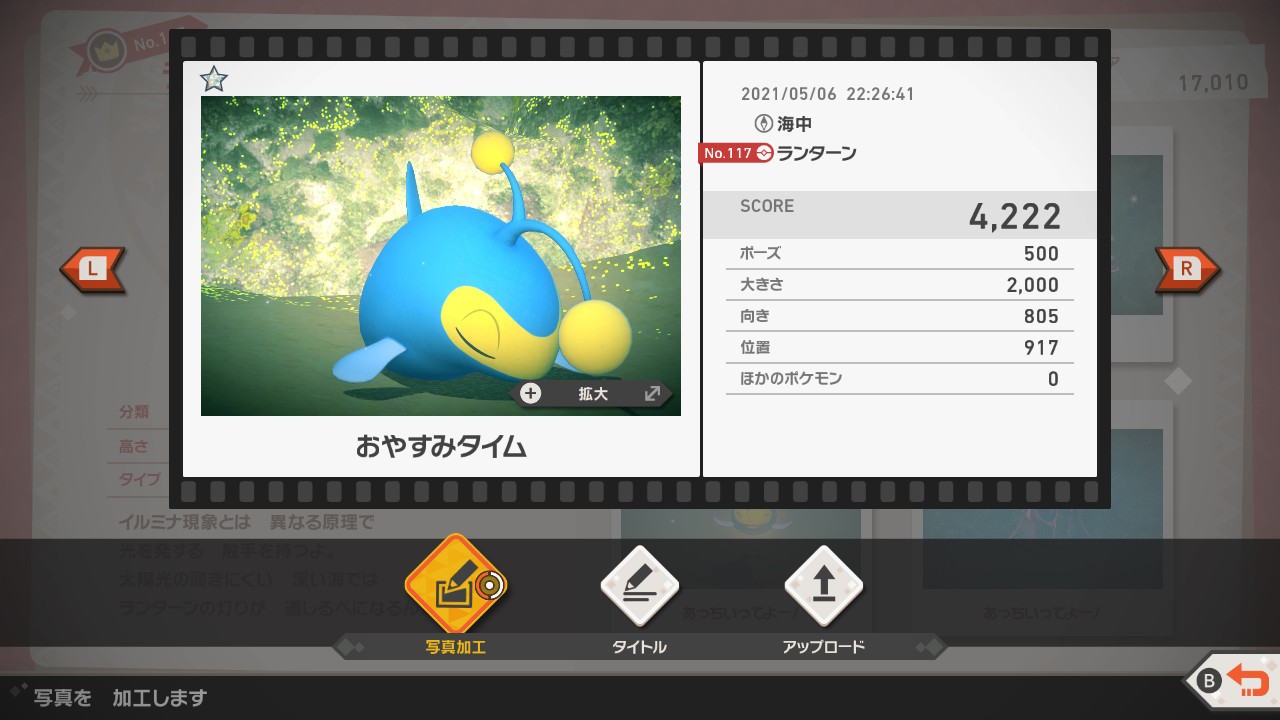 No.1
17,010
2021/05/06 22:26:41
海中
No.117 ランターン
SCORE 4,222
ポーズ 500
大きさ 2,000
向き 805
位置 917
ほかのポケモン 0
L
R
+ 拡大
おやすみタイム
分類
高さ
タイプ
イルミナ現象とは 異なる原理で
光を発する 触手を持つよ。
太陽光の届きにくい 深い海では
ランターンの灯りが 道しるべになるん
あっちいってよー!
あっちいってよー!
写真加工
タイトル
アップロード
写真を 加工します
B